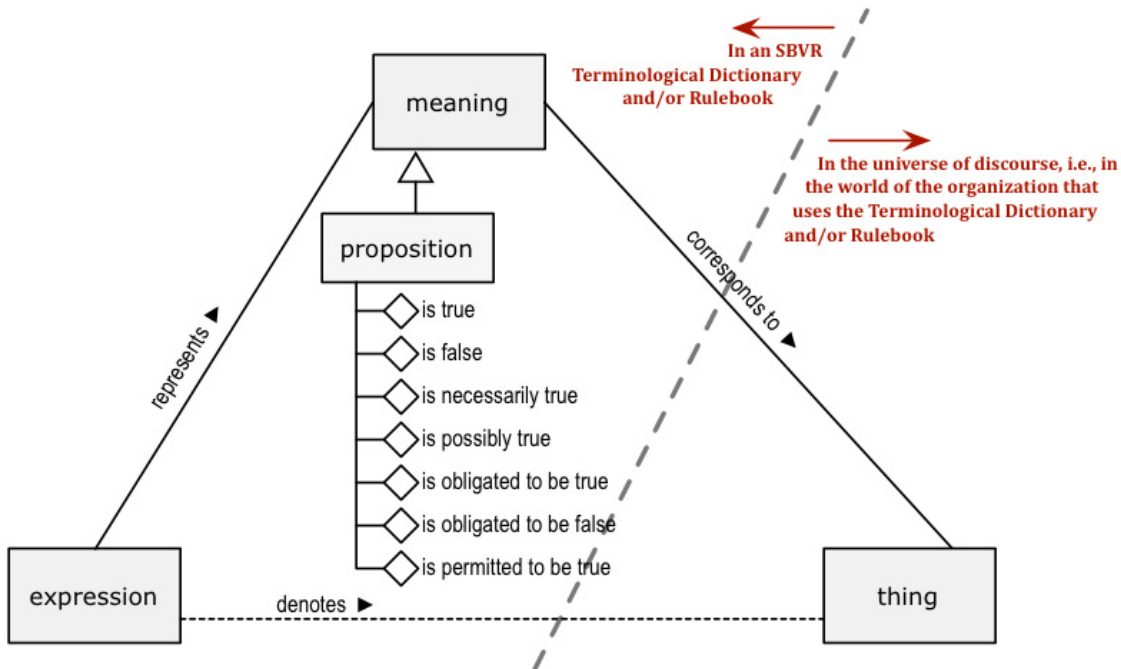 In an SBVR
Terminological Dictionary
and/or Rulebook
meaning
In the universe of discourse, i.e., in
the world of the organization that
uses the Terminological Dictionary
and/or Rulebook
proposition
corresponds to ►
represents ►
is true
is false
is necessarily true
is possibly true
is obligated to be true
is obligated to be false
is permitted to be true
expression
denotes ►
thing